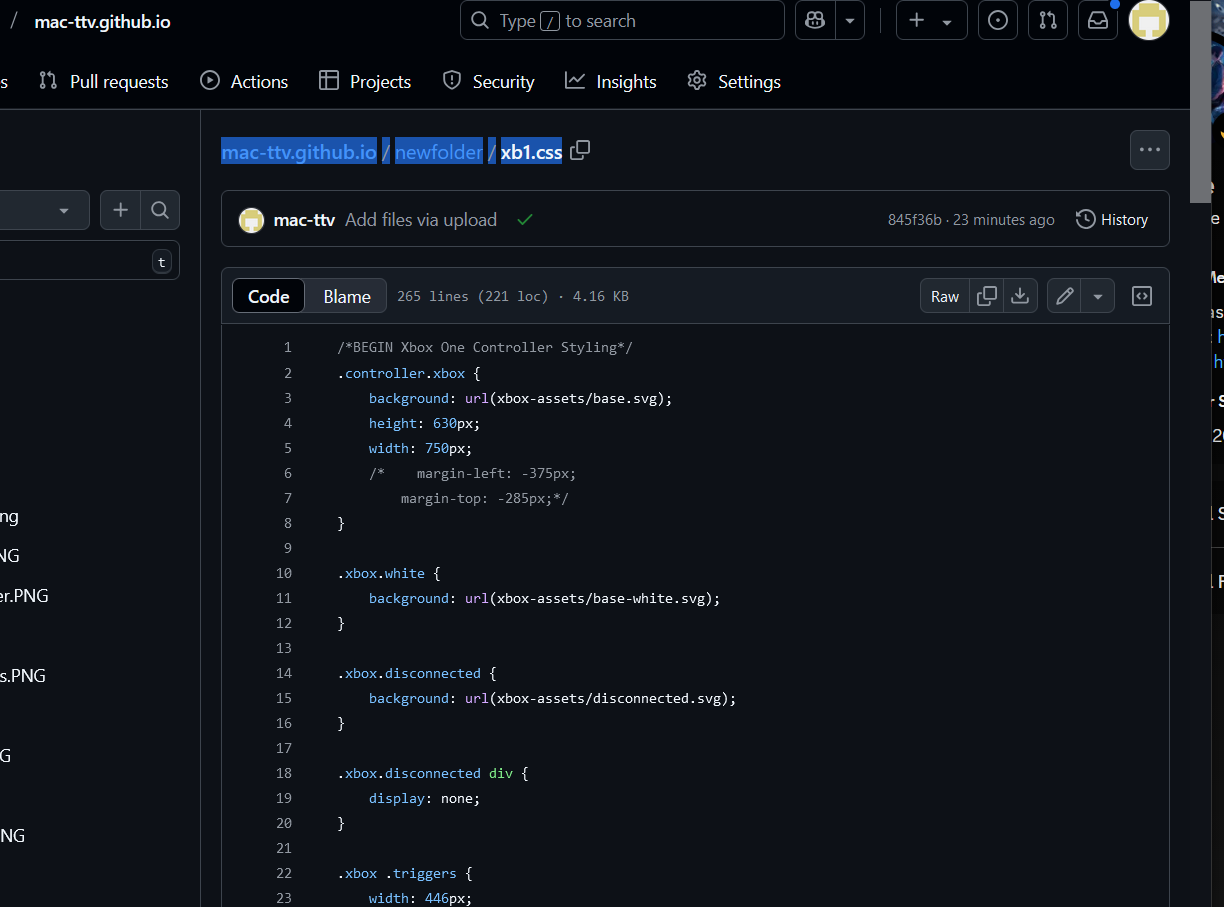 / mac-ttv.github.io
Type / to search
s Pull requests Actions Projects Security Insights Settings
mac-ttv.github.io / newfolder / xb1.css
mac-ttv Add files via upload 845f36b · 23 minutes ago History
t
Code Blame 265 lines (221 loc) · 4.16 KB Raw
1 /*BEGIN Xbox One Controller Styling*/
2 .controller.xbox {
3 background: url(xbox-assets/base.svg);
4 height: 630px;
5 width: 750px;
6 /* margin-left: -375px;
7 margin-top: -285px;*/
8 }
9
10 .xbox.white {
11 background: url(xbox-assets/base-white.svg);
12 }
13
14 .xbox.disconnected {
15 background: url(xbox-assets/disconnected.svg);
16 }
17
18 .xbox.disconnected div {
19 display: none;
20 }
21
22 .xbox .triggers {
23 width: 446px;
ng
NG
er.PNG
s.PNG
G
NG